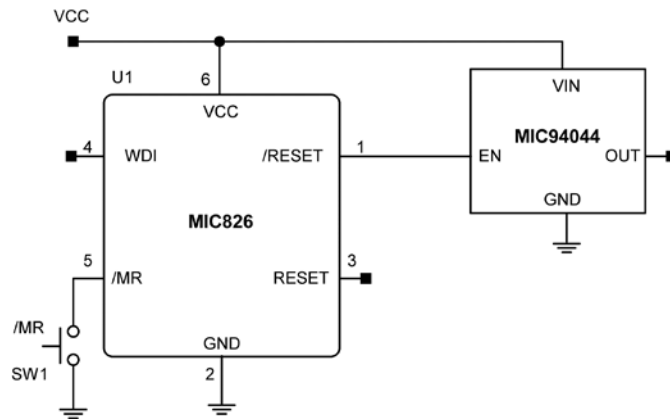 VCC
U1
6
VCC
VIN
MIC94044
4
WDI
/RESET
1
EN
OUT
GND
MIC826
5
/MR
RESET
3
/MR
GND
SW1
2